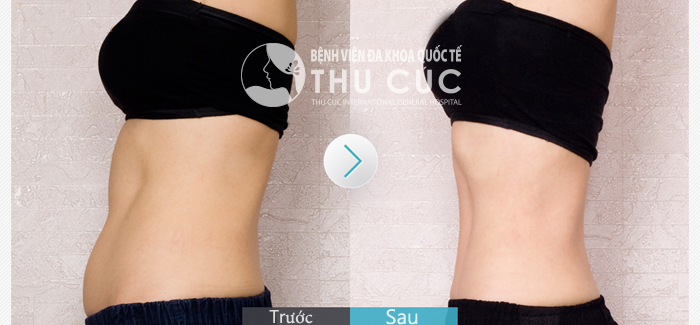 BỆNH VIỆN ĐA KHOA QUỐC TẾ
THU CÚC
THU CUC INTERNATIONAL GENERAL HOSPITAL
Trước
Sau